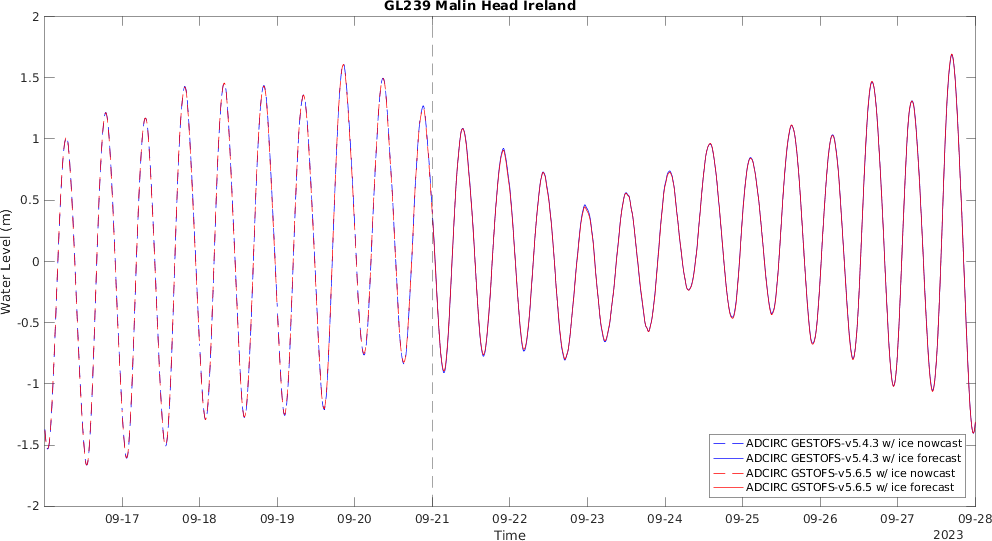 GL239 Malin Head Ireland
2
1.5
1
0.5
0
-0.5
-1
-1.5
-2
Water Level (m)
ADCIRC GESTOFS-v5.4.3 w/ ice nowcast
ADCIRC GESTOFS-v5.4.3 w/ ice forecast
ADCIRC GSTOFS-v5.6.5 w/ ice nowcast
ADCIRC GSTOFS-v5.6.5 w/ ice forecast
09-17 09-18 09-19 09-20 09-21 09-22 09-23 09-24 09-25 09-26 09-27 09-28
Time
2023